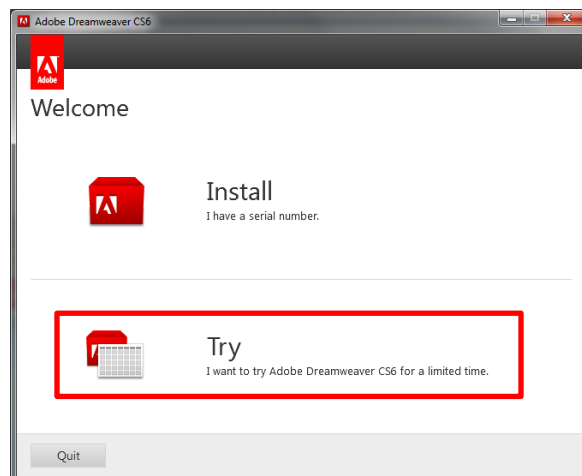 Adobe Dreamweaver CS6
Adobe
Welcome
Install
I have a serial number.
Try
I want to try Adobe Dreamweaver CS6 for a limited time.
Quit